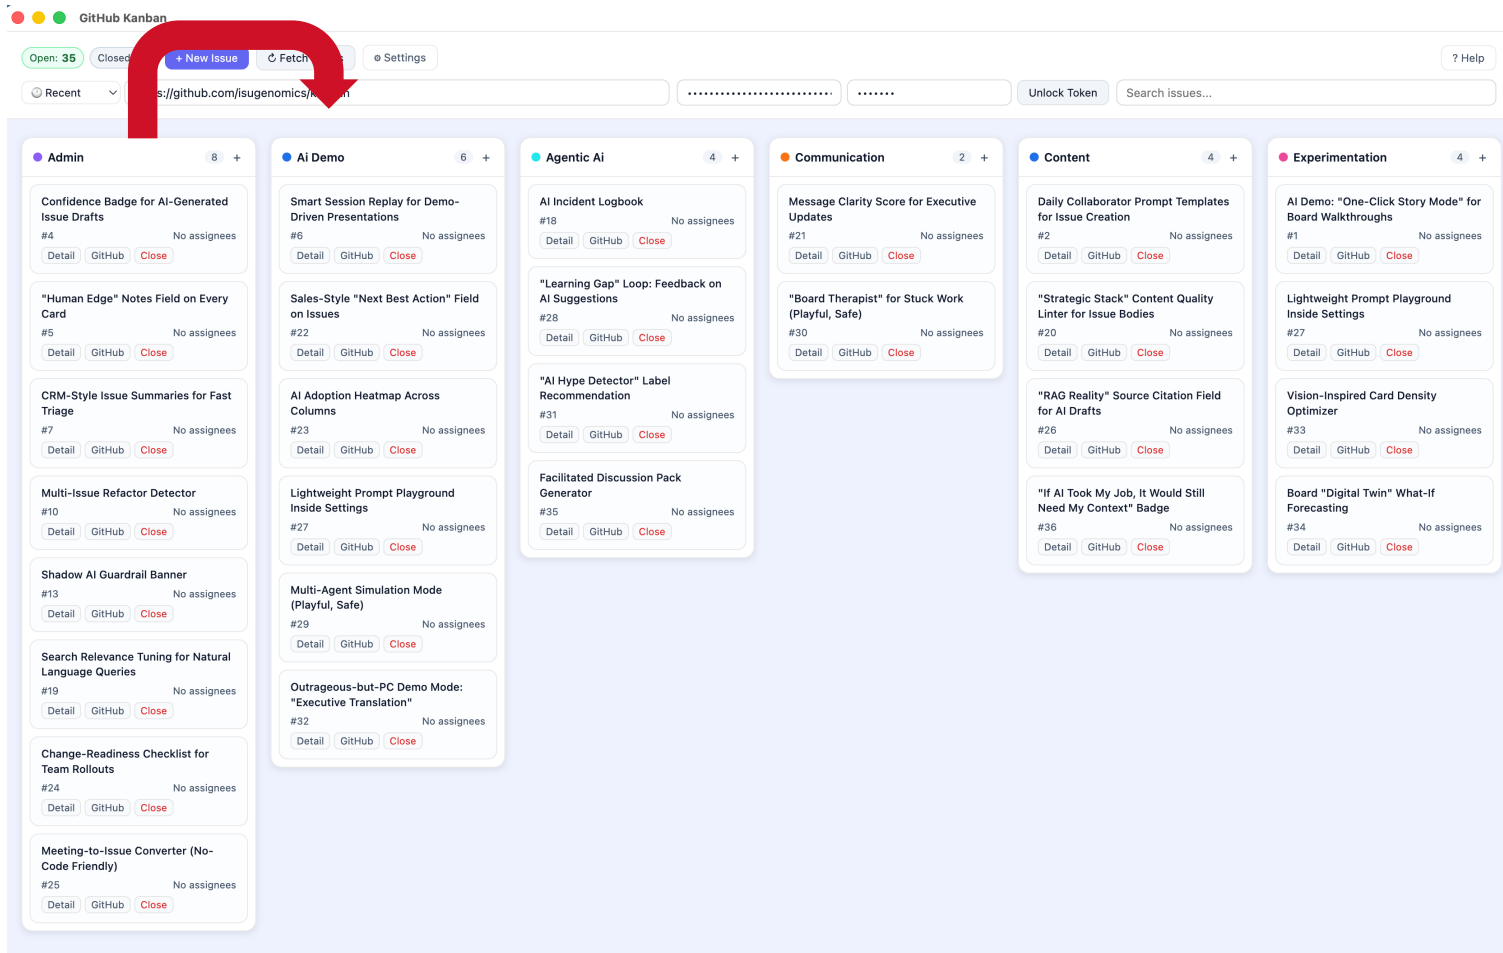 GitHub Kanban
Open: 35 Closed + New Issue Fetch Settings ? Help
Recent s://github.com/isugenomics/k n Unlock Token Search issues...
Admin 8 +
Confidence Badge for AI-Generated
Issue Drafts
#4 No assignees
Detail GitHub Close
"Human Edge" Notes Field on Every
Card
#5 No assignees
Detail GitHub Close
CRM-Style Issue Summaries for Fast
Triage
#7 No assignees
Detail GitHub Close
Multi-Issue Refactor Detector
#10 No assignees
Detail GitHub Close
Shadow AI Guardrail Banner
#13 No assignees
Detail GitHub Close
Search Relevance Tuning for Natural
Language Queries
#19 No assignees
Detail GitHub Close
Change-Readiness Checklist for
Team Rollouts
#24 No assignees
Detail GitHub Close
Meeting-to-Issue Converter (No-
Code Friendly)
#25 No assignees
Detail GitHub Close
Ai Demo 6 +
Smart Session Replay for Demo-
Driven Presentations
#6 No assignees
Detail GitHub Close
Sales-Style "Next Best Action" Field
on Issues
#22 No assignees
Detail GitHub Close
AI Adoption Heatmap Across
Columns
#23 No assignees
Detail GitHub Close
Lightweight Prompt Playground
Inside Settings
#27 No assignees
Detail GitHub Close
Multi-Agent Simulation Mode
(Playful, Safe)
#29 No assignees
Detail GitHub Close
Outrageous-but-PC Demo Mode:
"Executive Translation"
#32 No assignees
Detail GitHub Close
Agentic Ai 4 +
AI Incident Logbook
#18 No assignees
Detail GitHub Close
"Learning Gap" Loop: Feedback on
AI Suggestions
#28 No assignees
Detail GitHub Close
"AI Hype Detector" Label
Recommendation
#31 No assignees
Detail GitHub Close
Facilitated Discussion Pack
Generator
#35 No assignees
Detail GitHub Close
Communication 2 +
Message Clarity Score for Executive
Updates
#21 No assignees
Detail GitHub Close
"Board Therapist" for Stuck Work
(Playful, Safe)
#30 No assignees
Detail GitHub Close
Content 4 +
Daily Collaborator Prompt Templates
for Issue Creation
#2 No assignees
Detail GitHub Close
"Strategic Stack" Content Quality
Linter for Issue Bodies
#20 No assignees
Detail GitHub Close
"RAG Reality" Source Citation Field
for AI Drafts
#26 No assignees
Detail GitHub Close
"If AI Took My Job, It Would Still
Need My Context" Badge
#36 No assignees
Detail GitHub Close
Experimentation 4 +
AI Demo: "One-Click Story Mode" for
Board Walkthroughs
#1 No assignees
Detail GitHub Close
Lightweight Prompt Playground
Inside Settings
#27 No assignees
Detail GitHub Close
Vision-Inspired Card Density
Optimizer
#33 No assignees
Detail GitHub Close
Board "Digital Twin" What-If
Forecasting
#34 No assignees
Detail GitHub Close